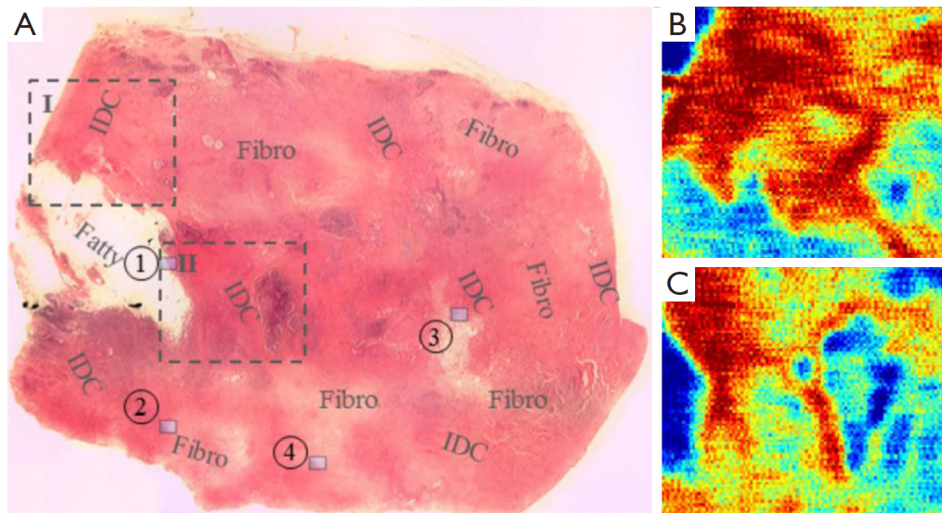 A
B
I
IDC
Fibro
IDC
Fibro
Fatty
1
II
IDC
IDC
Fibro
IDC
3
C
IDC
2
Fibro
Fibro
Fibro
4
IDC